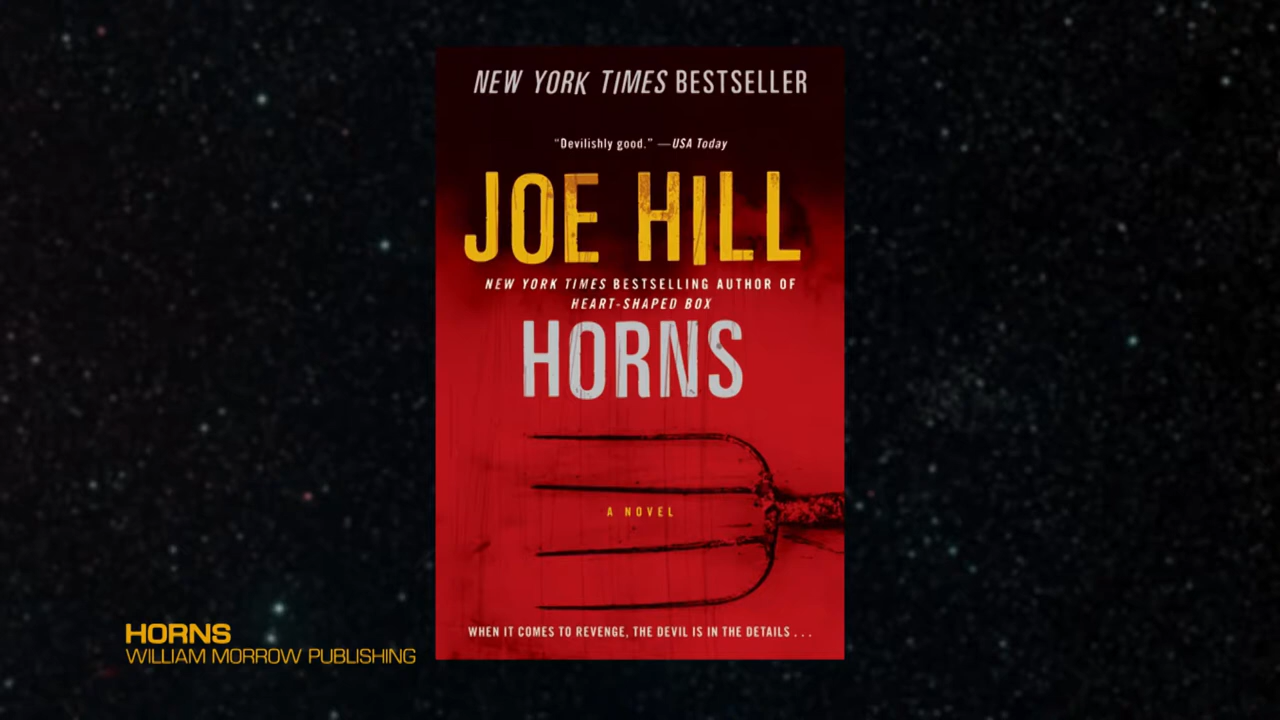 NEW YORK TIMES BESTSELLER
“Devilishly good.” —USA Today
JOE HILL
NEW YORK TIMES BESTSELLING AUTHOR OF
HEART-SHAPED BOX
HORNS
A NOVEL
WHEN IT COMES TO REVENGE, THE DEVIL IS IN THE DETAILS . . .
HORNS
WILLIAM MORROW PUBLISHING